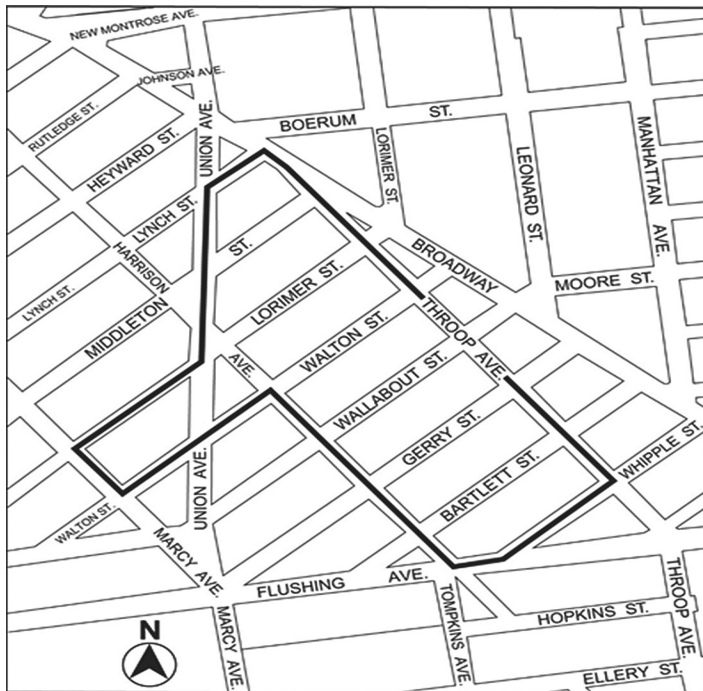 NEW MONTROSE AVE.
JOHNSON AVE.
RUTLEDGE ST.
UNION AVE.
BOERUM ST.
HEYWARD ST.
LORIMER ST.
LEONARD ST.
MANHATTAN AVE.
LYNCH ST.
HARRISON AVE.
ST.
BROADWAY
MOORE ST.
LYNCH ST.
LORIMER ST.
MIDDLETON
THROOP AVE.
WALTON ST.
WALLABOUT ST.
GERRY ST.
WHIPPLE ST.
BARTLETT ST.
UNION AVE.
WALTON ST.
MARCY AVE.
FLUSHING AVE.
MARCY AVE.
TOMPKINS AVE.
THROOP AVE.
HOPKINS ST.
N
ELLERY ST.